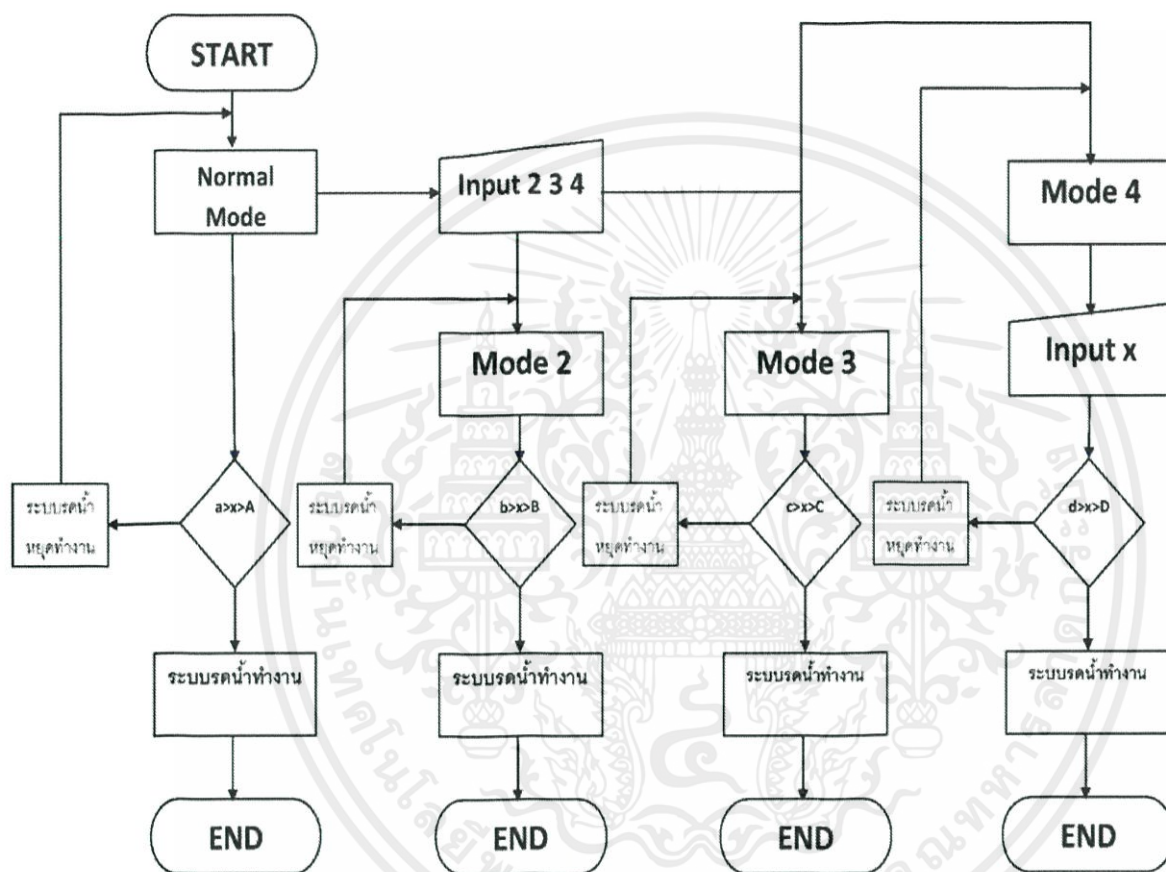 START
Normal
Mode
Input 2 3 4
Mode 4
Input x
Mode 2
Mode 3
a>x>A
b>x>B
c>x>C
d>x>D
ระบบรดน้ำ
หยุดทำงาน
ระบบรดน้ำ
หยุดทำงาน
ระบบรดน้ำ
หยุดทำงาน
ระบบรดน้ำ
หยุดทำงาน
ระบบรดน้ำทำงาน
ระบบรดน้ำทำงาน
ระบบรดน้ำทำงาน
ระบบรดน้ำทำงาน
END
END
END
END